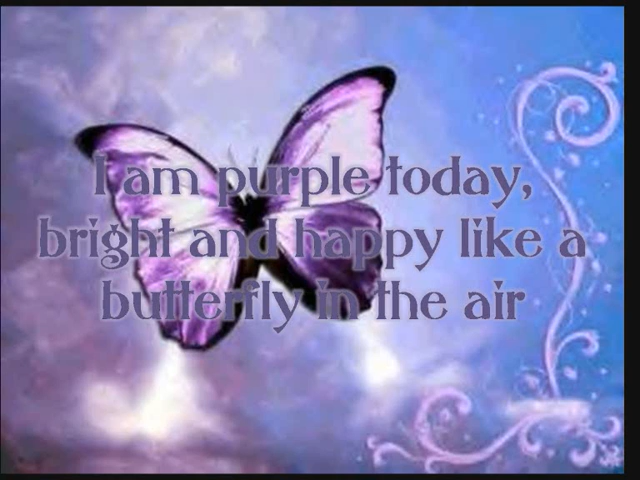 I am purple today,
bright and happy like a
butterfly in the air